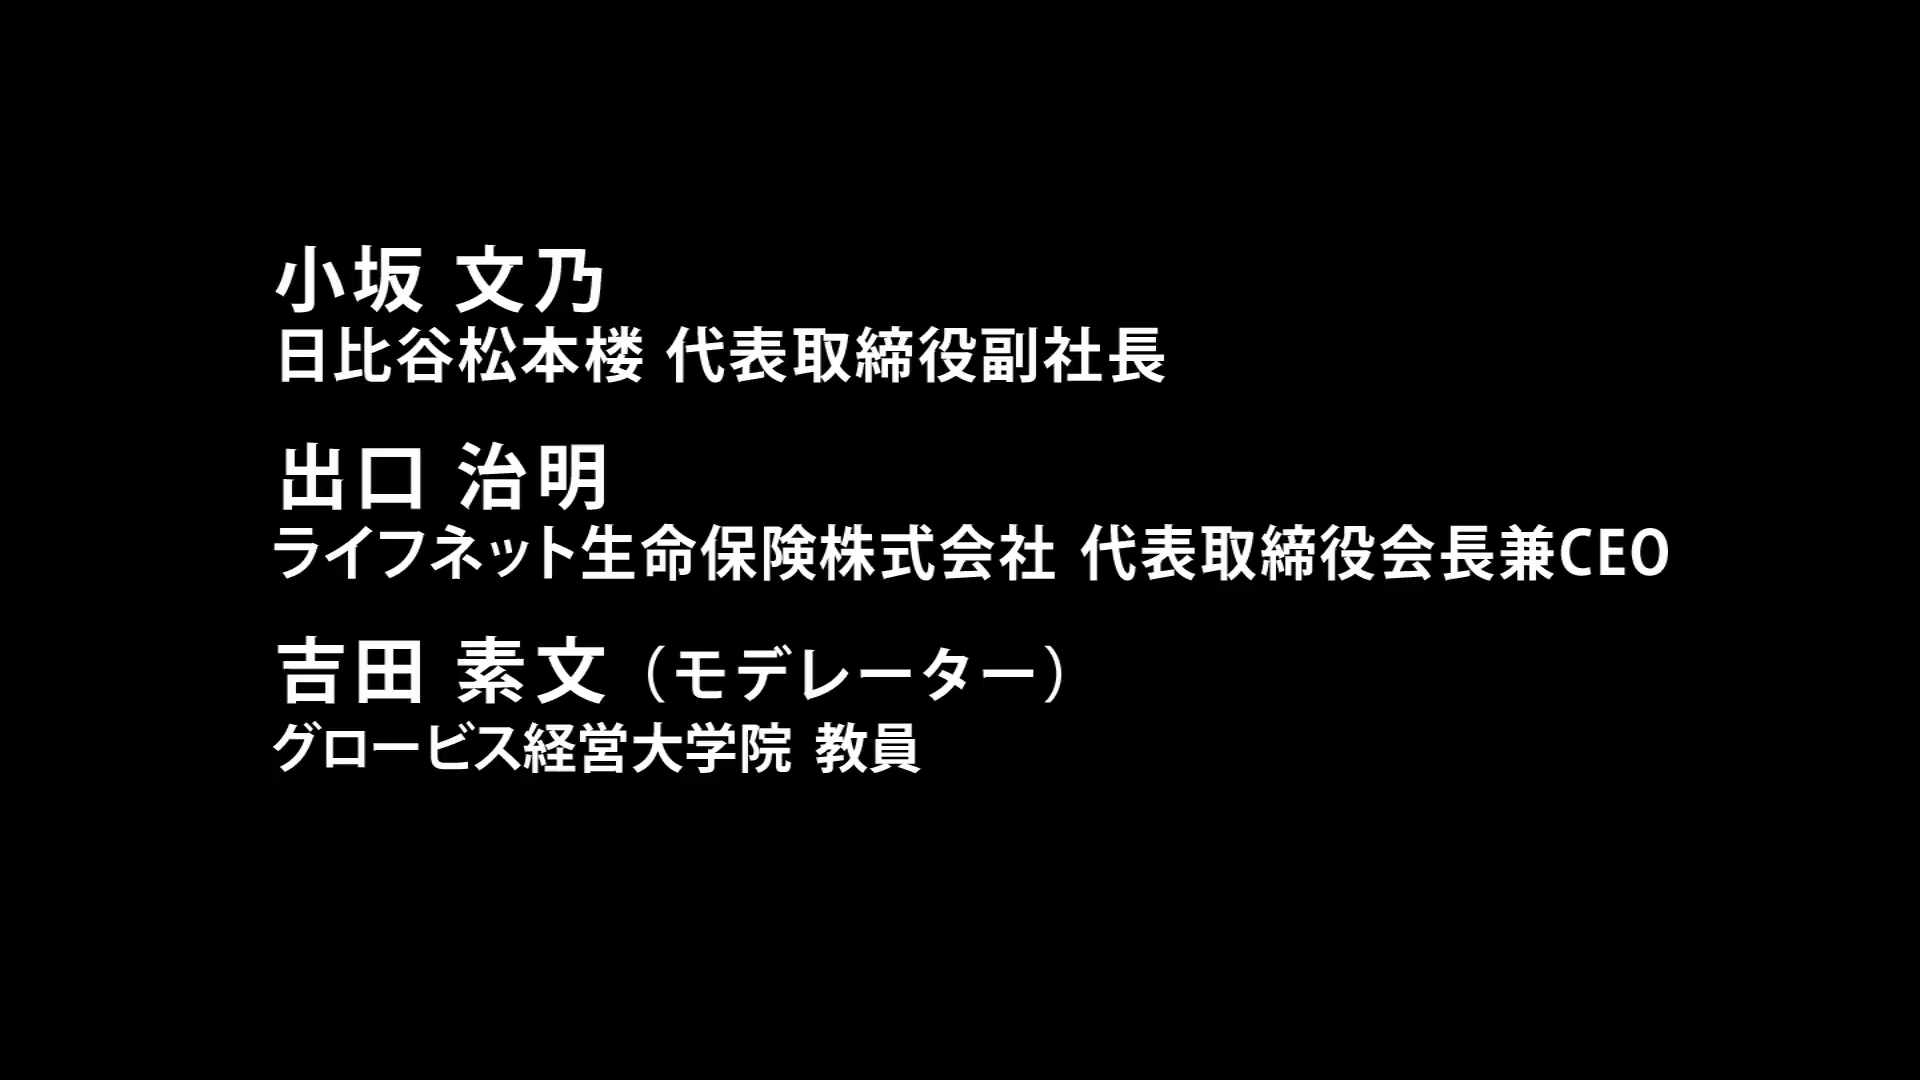 小坂 文乃
日比谷松本楼 代表取締役副社長
出口 治明
ライフネット生命保険株式会社 代表取締役会長兼CEO
吉田 素文（モデレーター）
グロービス経営大学院 教員